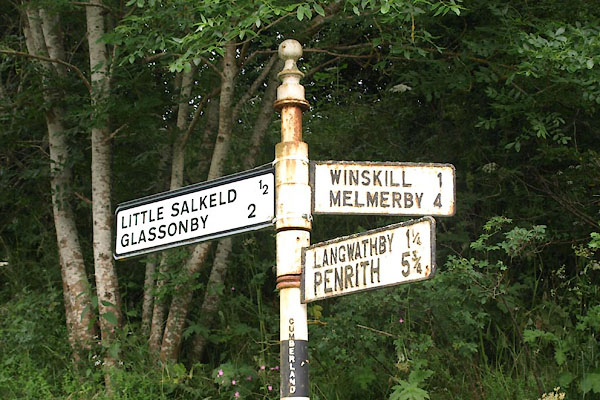 LITTLE SALKELD ½
GLASSONBY 2
WINSKILL 1
MELMERBY 4
LANGWATHBY 1¼
PENRITH 5¾
CUMBERLAND